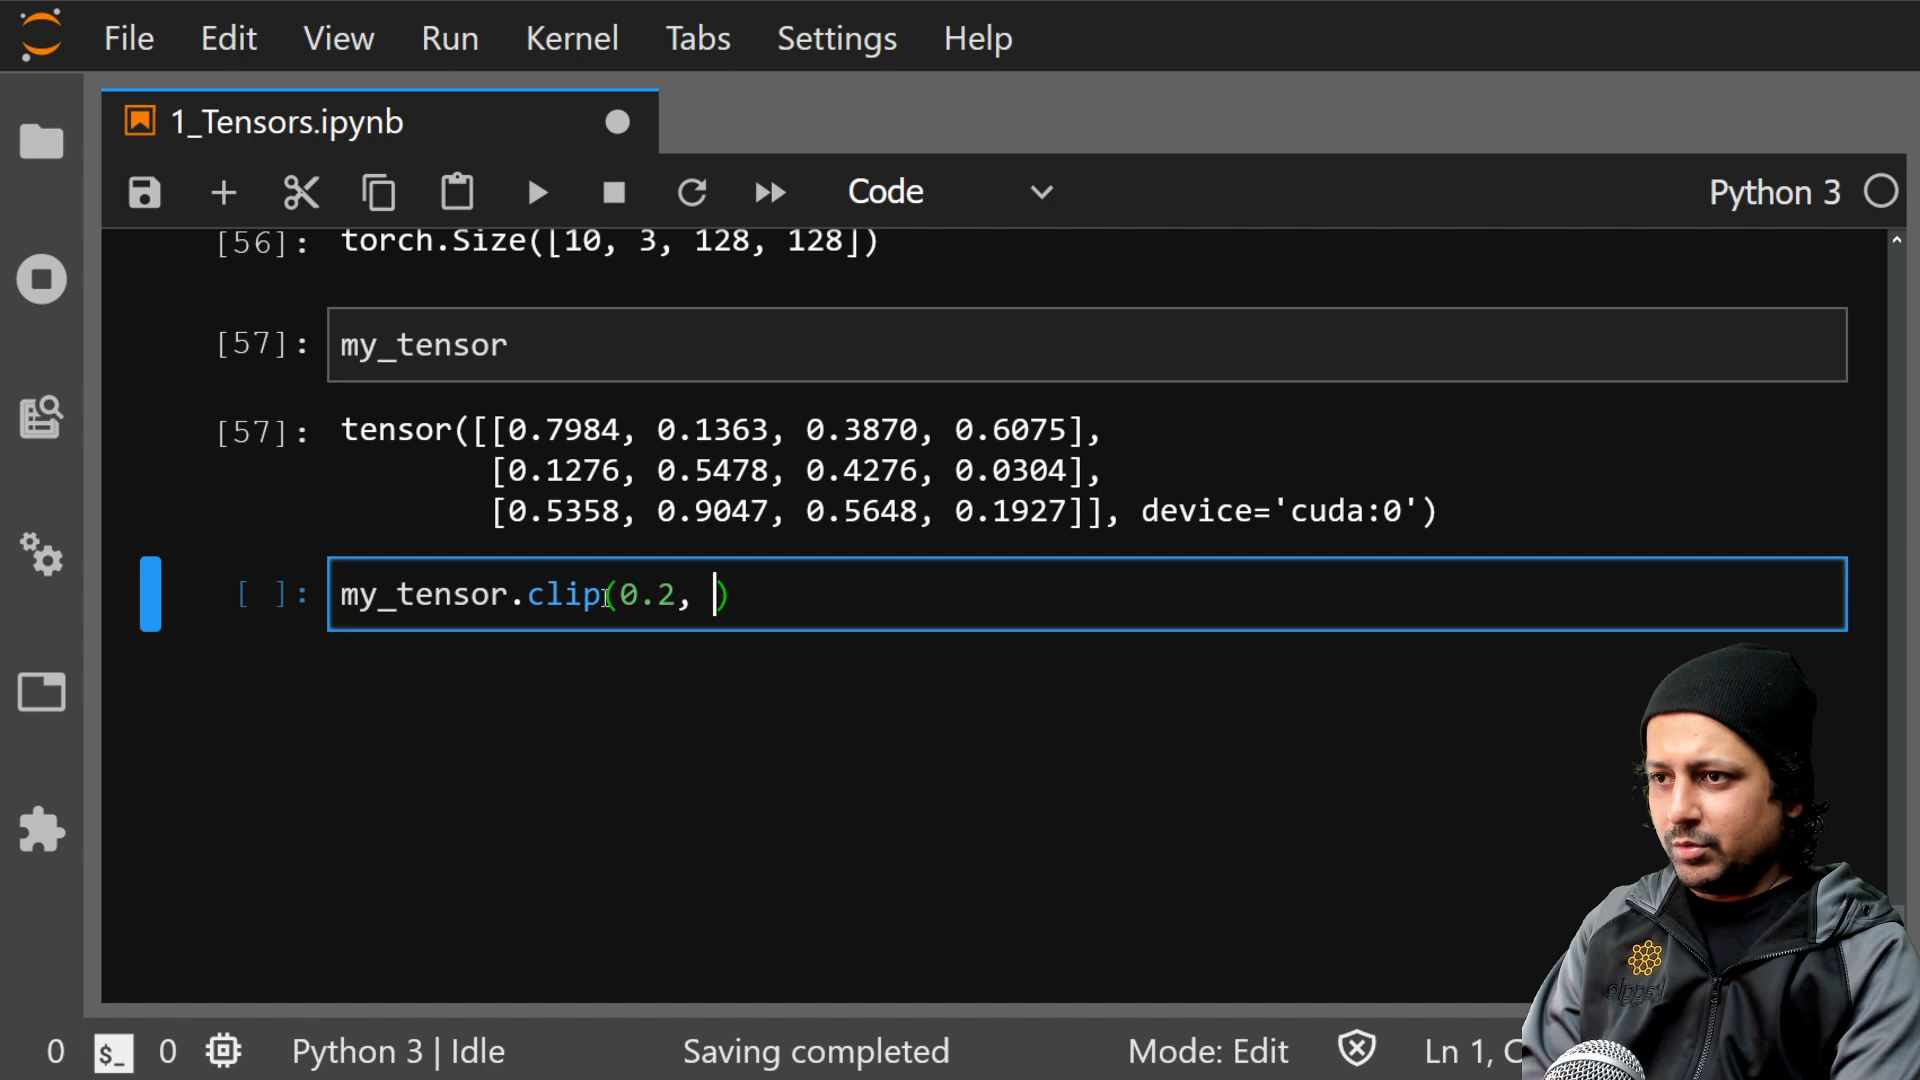 File Edit View Run Kernel Tabs Settings Help
1_Tensors.ipynb
Code Python 3
[56]: torch.Size([10, 3, 128, 128])
[57]: my_tensor
[57]: tensor([[0.7984, 0.1363, 0.3870, 0.6075],
[0.1276, 0.5478, 0.4276, 0.0304],
[0.5358, 0.9047, 0.5648, 0.1927]], device='cuda:0')
[ ]: my_tensor.clip(0.2, )
0 $_ 0 Python 3 | Idle Saving completed Mode: Edit Ln 1, C